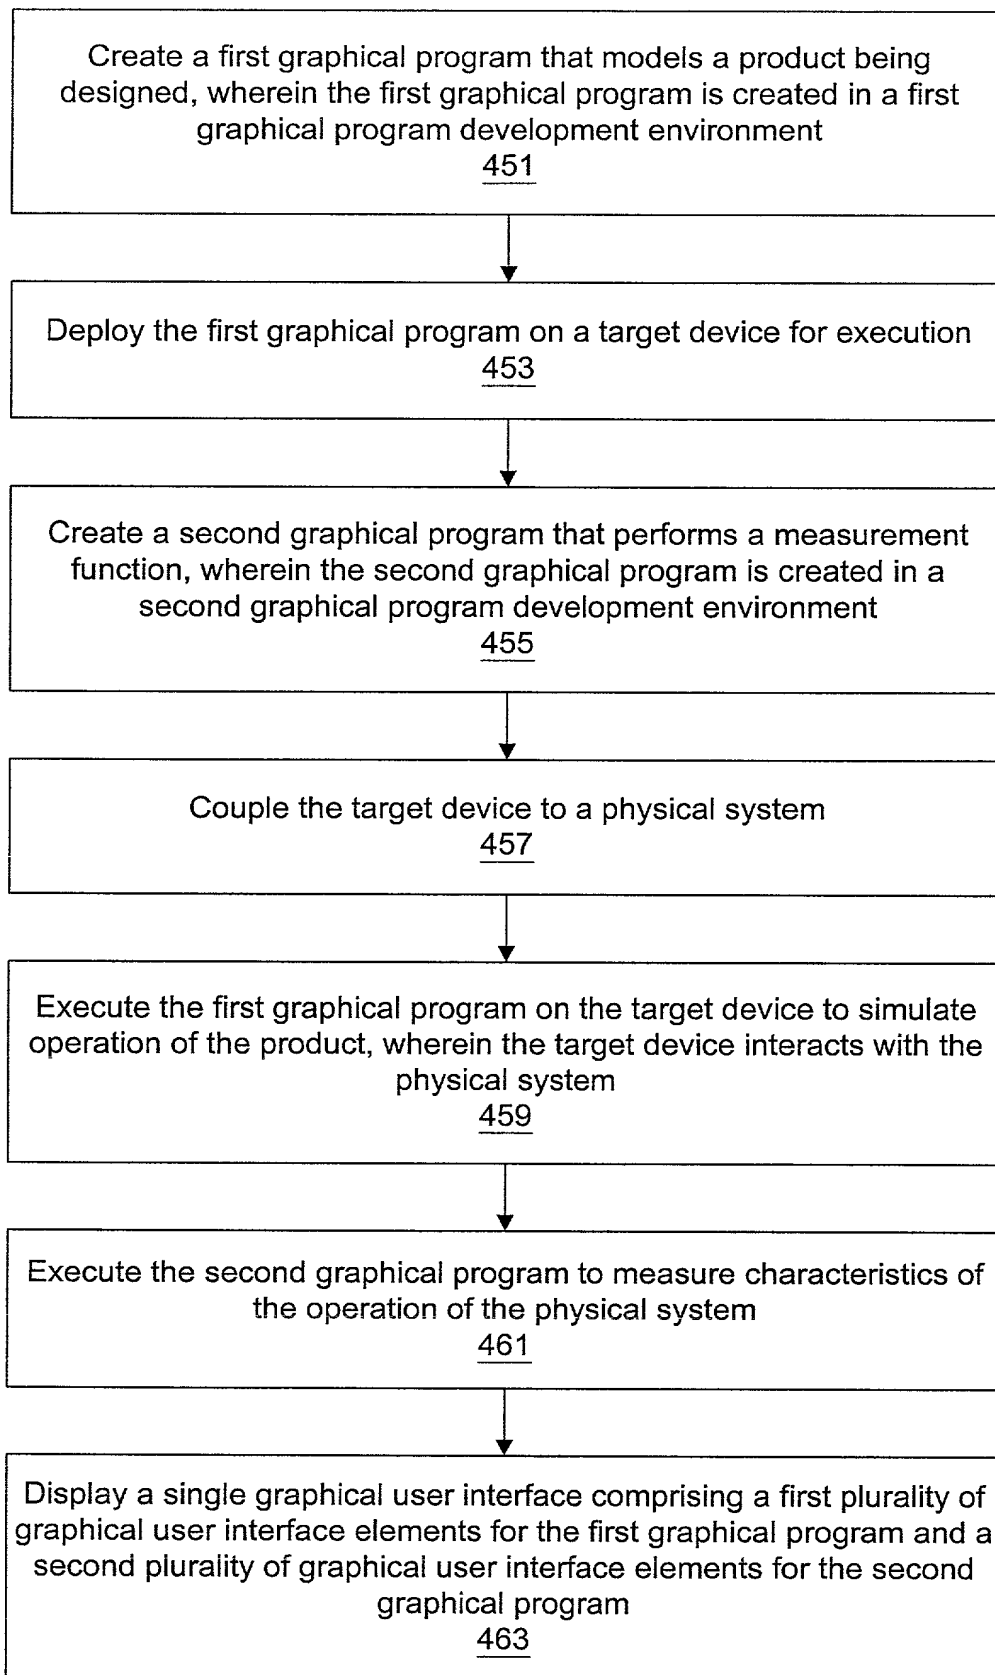 Create a first graphical program that models a product being
designed, wherein the first graphical program is created in a first
graphical program development environment
451
Deploy the first graphical program on a target device for execution
453
Create a second graphical program that performs a measurement
function, wherein the second graphical program is created in a
second graphical program development environment
455
Couple the target device to a physical system
457
Execute the first graphical program on the target device to simulate
operation of the product, wherein the target device interacts with the
physical system
459
Execute the second graphical program to measure characteristics of
the operation of the physical system
461
Display a single graphical user interface comprising a first plurality of
graphical user interface elements for the first graphical program and a
second plurality of graphical user interface elements for the second
graphical program
463